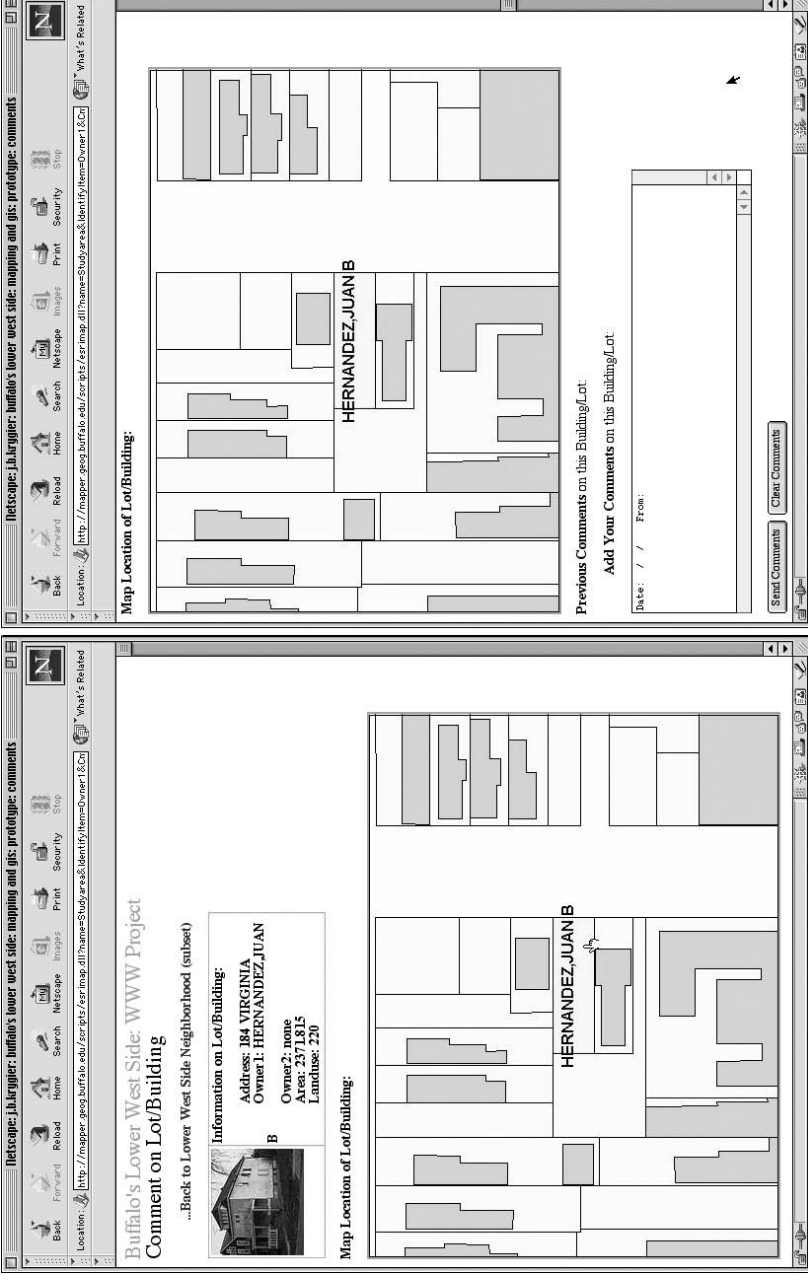 Netscape: j.b.krygier: buffalo's lower west side: mapping and gis: prototype: comments
Back Forward Reload Home Search Netscape Images Print Security Stop
My
N
Location: http://mapper.geog.buffalo.edu/scripts/esrimap.dll?name=Studyarea&IdentifyItem=Owner1&Cn What's Related
Buffalo's Lower West Side: WWW Project
Comment on Lot/Building
...Back to Lower West Side Neighborhood (subset)
Information on Lot/Building:
Address: 184 VIRGINIA
Owner1: HERNANDEZ,JUAN
B
Owner2: none
Area: 2371.815
Landuse: 220
Map Location of Lot/Building:
HERNANDEZ,JUAN B
Netscape: j.b.krygier: buffalo's lower west side: mapping and gis: prototype: comments
Back Forward Reload Home Search Netscape Images Print Security Stop
My
N
Location: http://mapper.geog.buffalo.edu/scripts/esrimap.dll?name=Studyarea&IdentifyItem=Owner1&Cn What's Related
Map Location of Lot/Building:
HERNANDEZ,JUAN B
Previous Comments on this Building/Lot:
Add Your Comments on this Building/Lot:
Date: / / From:
Send Comments Clear Comments